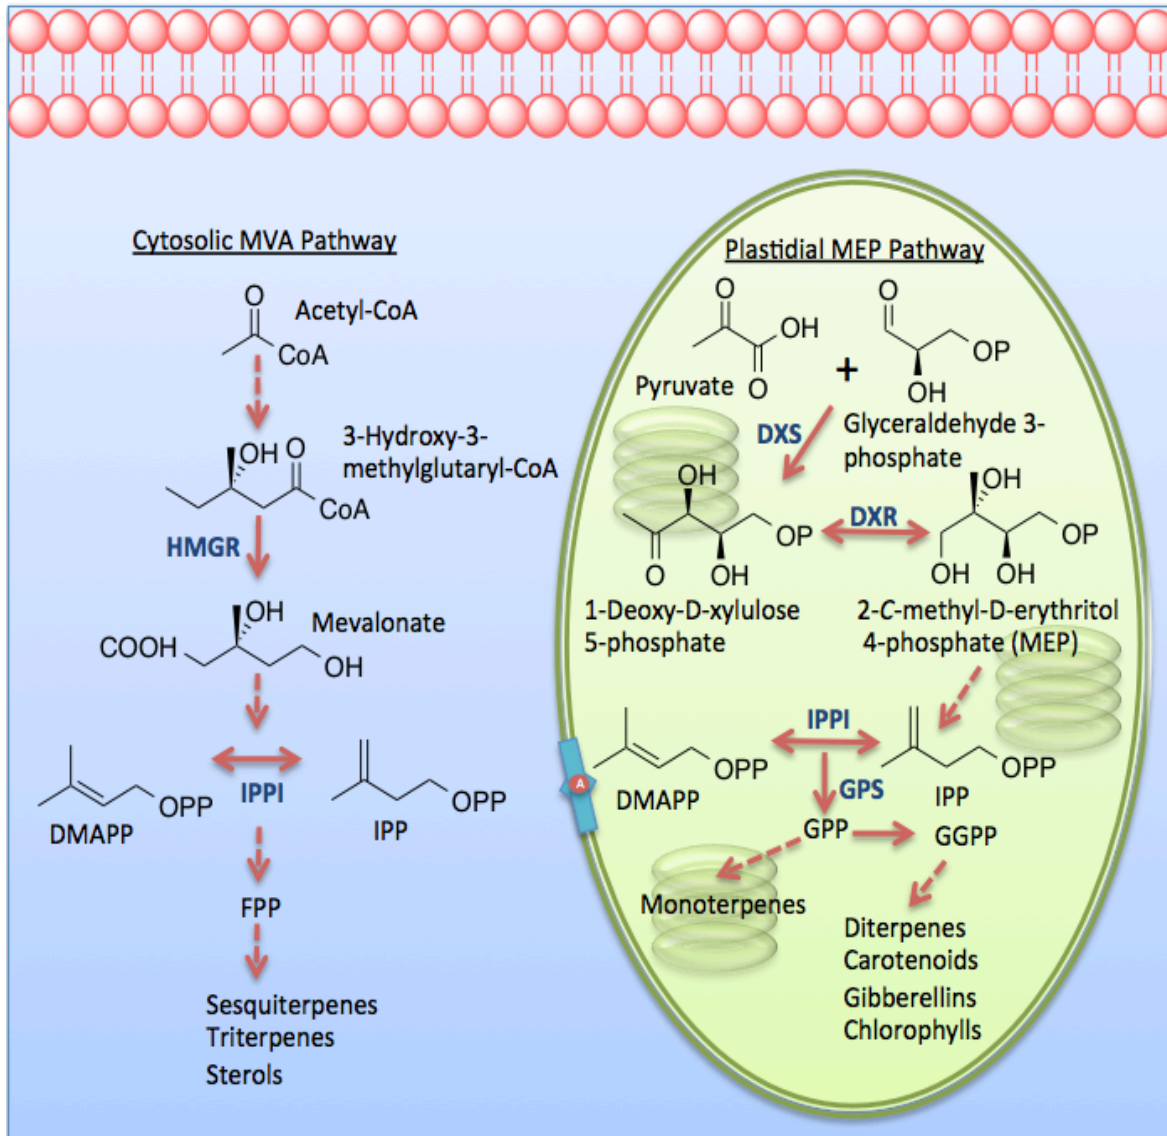 Cytosolic MVA Pathway
O
Acetyl-CoA
CoA
3-Hydroxy-3-
methylglutaryl-CoA
OH
O
CoA
HMGR
OH
Mevalonate
COOH
OH
IPPI
OPP
DMAPP
OPP
IPP
FPP
Sesquiterpenes
Triterpenes
Sterols
Plastidial MEP Pathway
O
OH
O
Pyruvate
+
O
OP
OH
Glyceraldehyde 3-
phosphate
DXS
OH
O
OH
OP
DXR
OH
OH
OH
OP
1-Deoxy-D-xylulose
5-phosphate
2-C-methyl-D-erythritol
4-phosphate (MEP)
IPPI
OPP
DMAPP
OPP
IPP
A
GPS
GPP
GGPP
Monoterpenes
Diterpenes
Carotenoids
Gibberellins
Chlorophylls